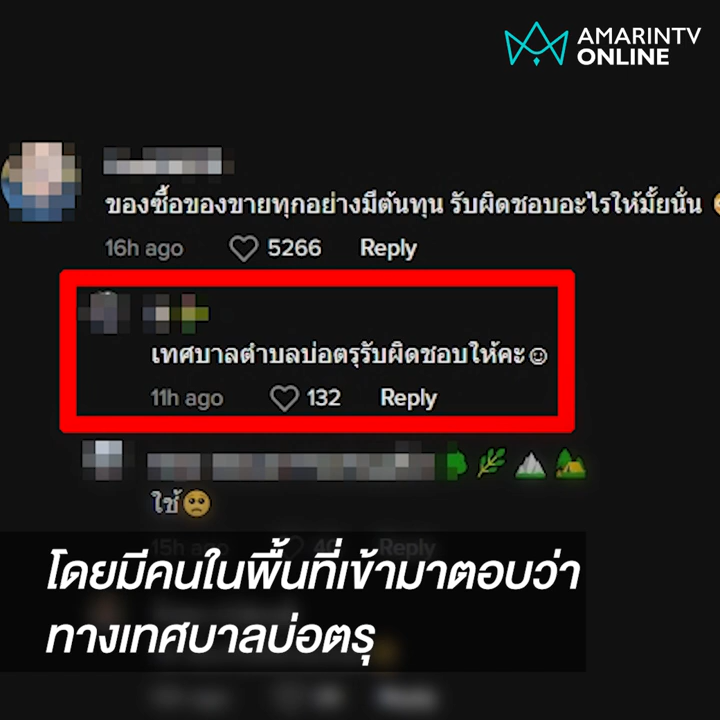 AMARINTV
ONLINE
ของซื้อของขายทุกอย่างมีต้นทุน รับผิดชอบอะไรให้มั้ยนั่น
16h ago 5266 Reply
เทศบาลตำบลบ่อตรุรับผิดชอบให้คะ☺
11h ago 132 Reply
ใช้🥺
15h ago Reply
โดยมีคนในพื้นที่เข้ามาตอบว่า
ทางเทศบาลบ่อตรุ